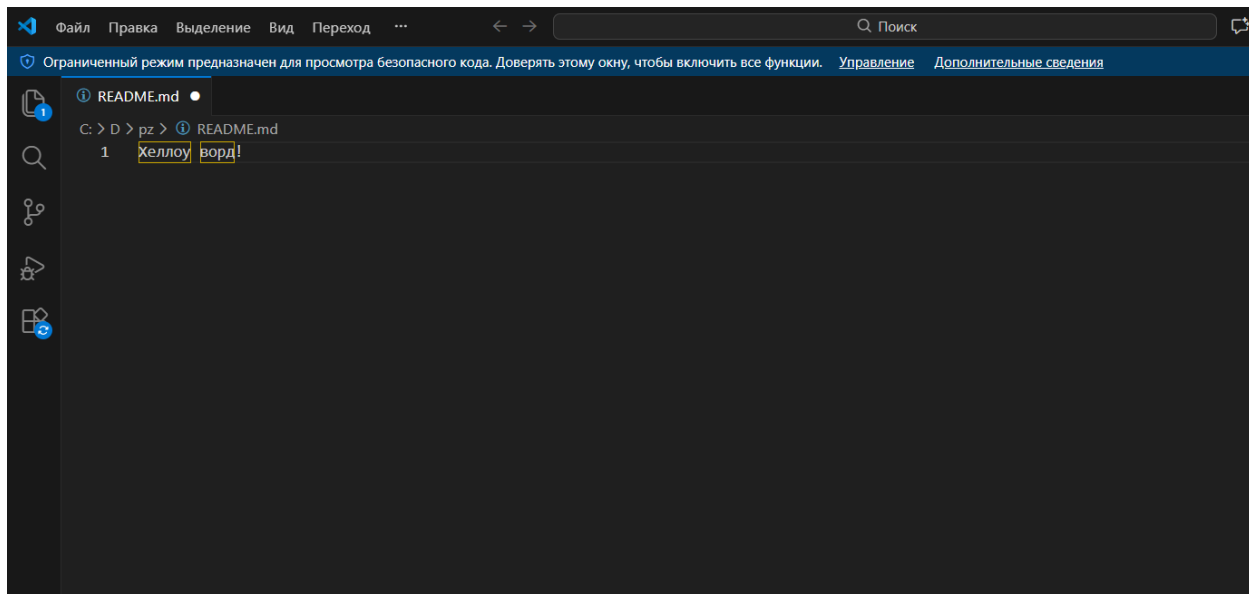 Файл Правка Выделение Вид Переход ··· Поиск
Ограниченный режим предназначен для просмотра безопасного кода. Доверять этому окну, чтобы включить все функции. Управление Дополнительные сведения
README.md
C: > D > pz > README.md
1 Хеллоу ворд!
1